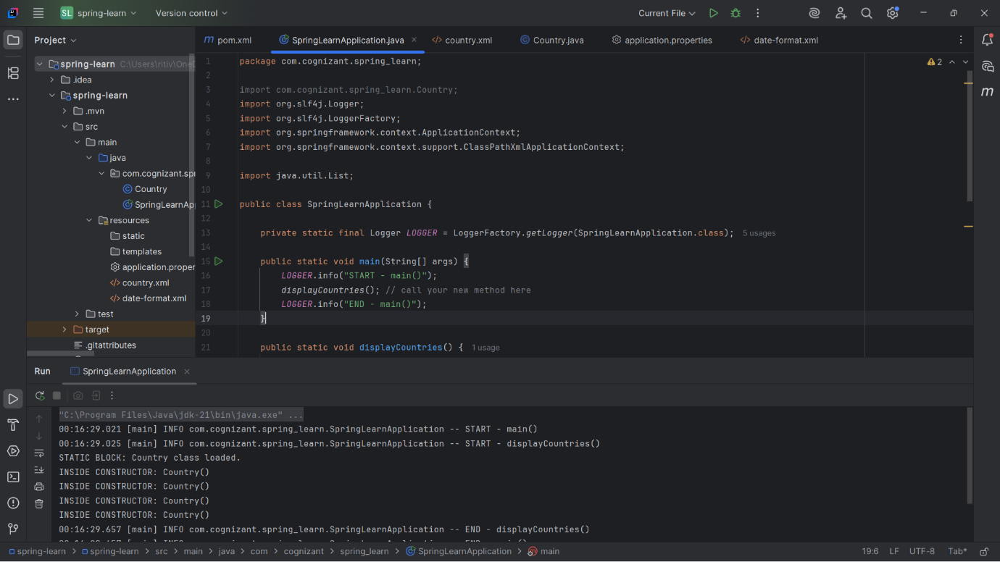 SL spring-learn Version control Current File
Project
pom.xml SpringLearnApplication.java country.xml Country.java application.properties date-format.xml
spring-learn C:\Users\ritiv\OneD
.idea
spring-learn
.mvn
src
main
java
com.cognizant.spr
Country
SpringLearnAp
resources
static
templates
application.proper
country.xml
date-format.xml
test
target
.gitattributes
2
1 package com.cognizant.spring_learn;
2
3 import com.cognizant.spring_learn.Country;
4 import org.slf4j.Logger;
5 import org.slf4j.LoggerFactory;
6 import org.springframework.context.ApplicationContext;
7 import org.springframework.context.support.ClassPathXmlApplicationContext;
8
9 import java.util.List;
10
11 public class SpringLearnApplication {
12
13 private static final Logger LOGGER = LoggerFactory.getLogger(SpringLearnApplication.class); 5 usages
14
15 public static void main(String[] args) {
16 LOGGER.info("START - main()");
17 displayCountries(); // call your new method here
18 LOGGER.info("END - main()");
19 }
20
21 public static void displayCountries() { 1 usage
Run SpringLearnApplication
"C:\Program Files\Java\jdk-21\bin\java.exe" ...
00:16:29.021 [main] INFO com.cognizant.spring_learn.SpringLearnApplication -- START - main()
00:16:29.025 [main] INFO com.cognizant.spring_learn.SpringLearnApplication -- START - displayCountries()
STATIC BLOCK: Country class loaded.
INSIDE CONSTRUCTOR: Country()
INSIDE CONSTRUCTOR: Country()
INSIDE CONSTRUCTOR: Country()
INSIDE CONSTRUCTOR: Country()
00:16:29.657 [main] INFO com.cognizant.spring_learn.SpringLearnApplication -- END - displayCountries()
spring-learn > spring-learn > src > main > java > com > cognizant > spring_learn > SpringLearnApplication > main 19:6 LF UTF-8 Tab*